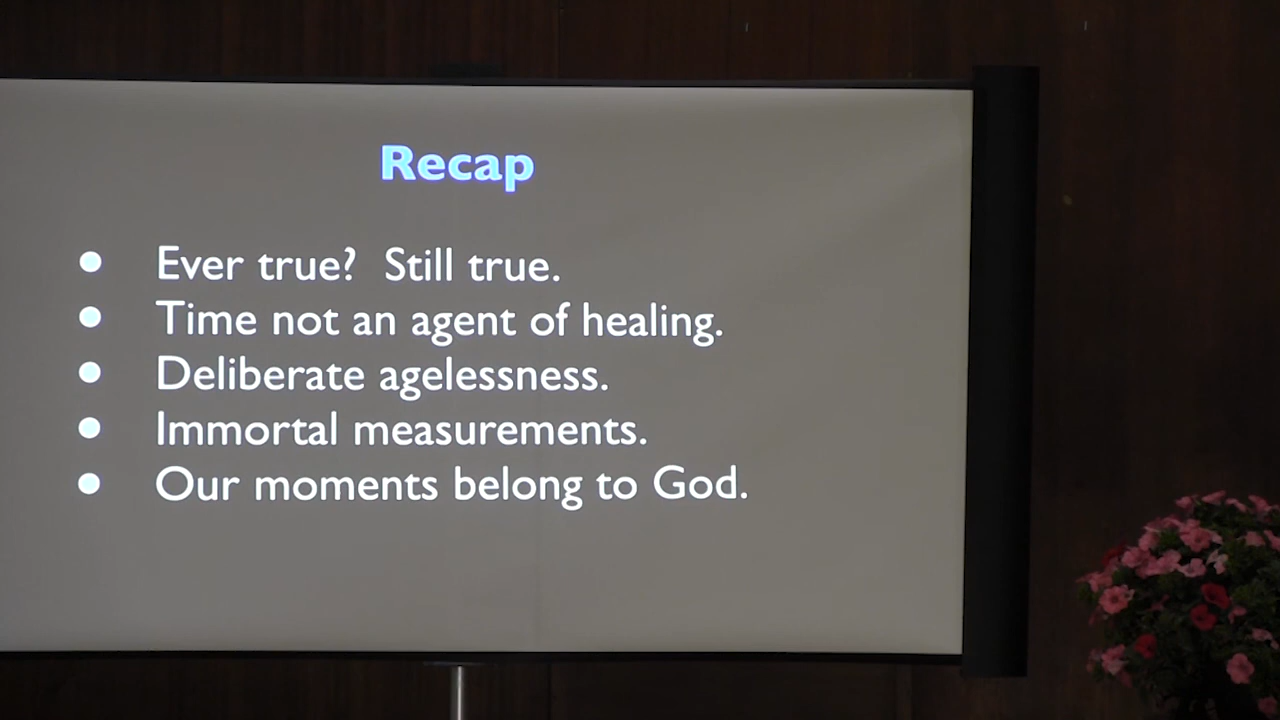 Recap
● Ever true?  Still true.
● Time not an agent of healing.
● Deliberate agelessness.
● Immortal measurements.
● Our moments belong to God.